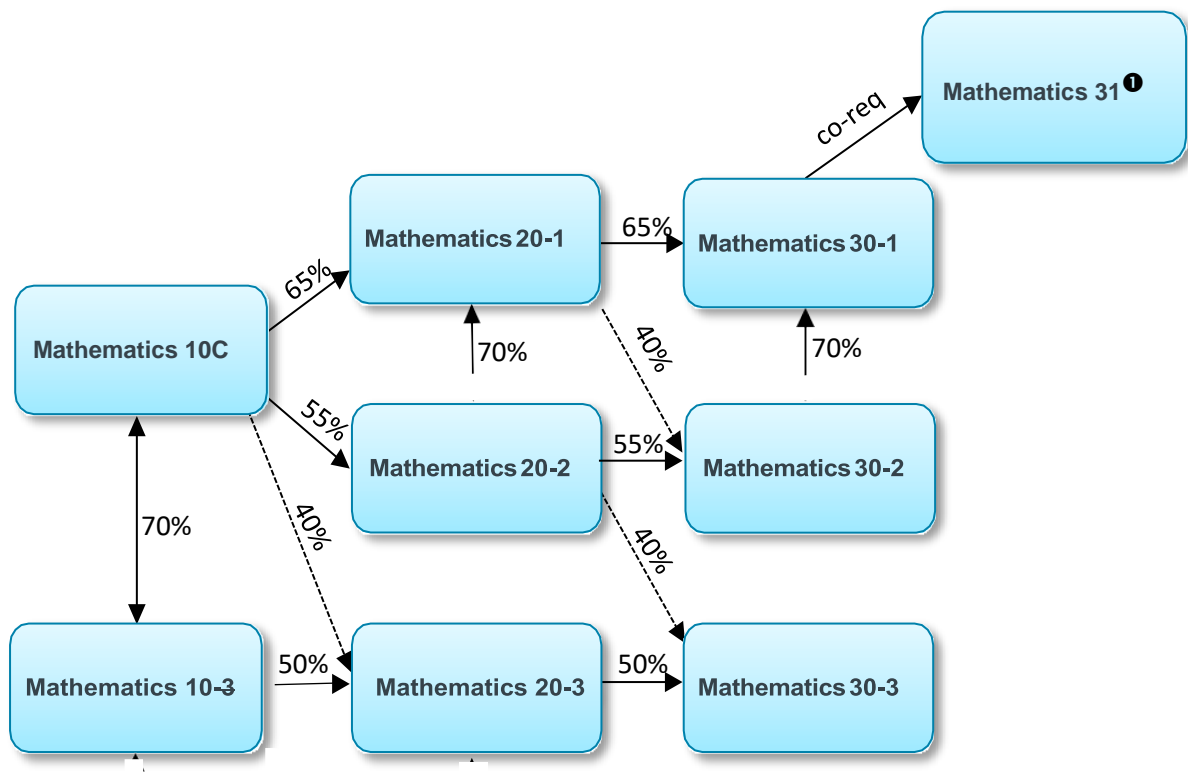 Mathematics 31❶
co-req
Mathematics 20-1
65%
Mathematics 30-1
65%
Mathematics 10C
40%
70%
70%
55%
Mathematics 20-2
55%
Mathematics 30-2
70%
40%
40%
Mathematics 10-3
50%
Mathematics 20-3
50%
Mathematics 30-3